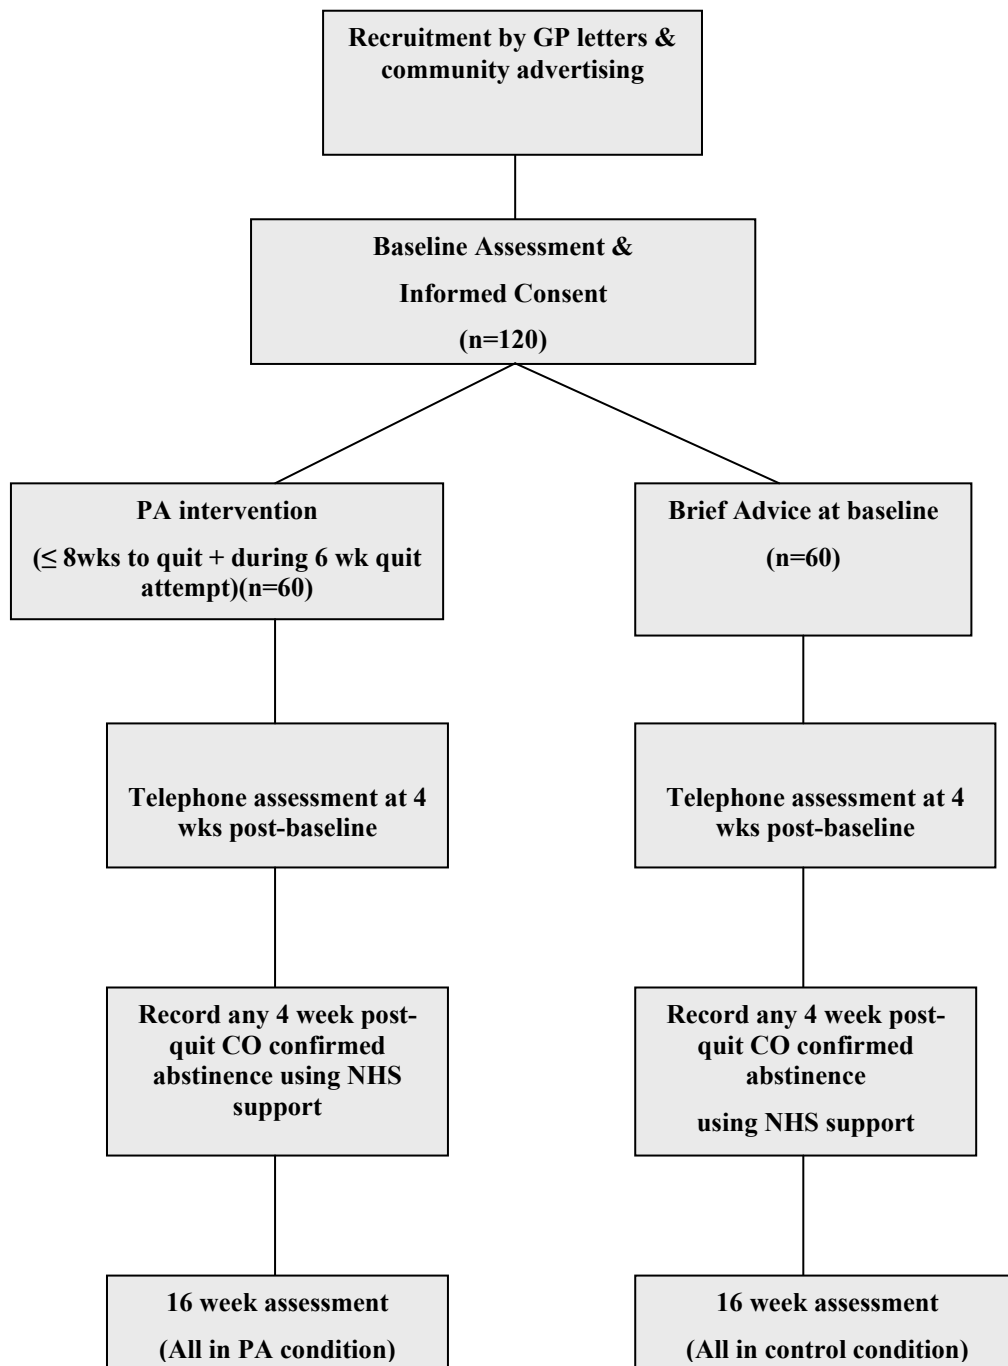 Recruitment by GP letters &
community advertising
Baseline Assessment &
Informed Consent
(n=120)
PA intervention
(≤ 8wks to quit + during 6 wk quit
attempt)(n=60)
Brief Advice at baseline
(n=60)
Telephone assessment at 4
wks post-baseline
Telephone assessment at 4
wks post-baseline
Record any 4 week post-
quit CO confirmed
abstinence using NHS
support
Record any 4 week post-
quit CO confirmed
abstinence
using NHS support
16 week assessment
(All in PA condition)
16 week assessment
(All in control condition)